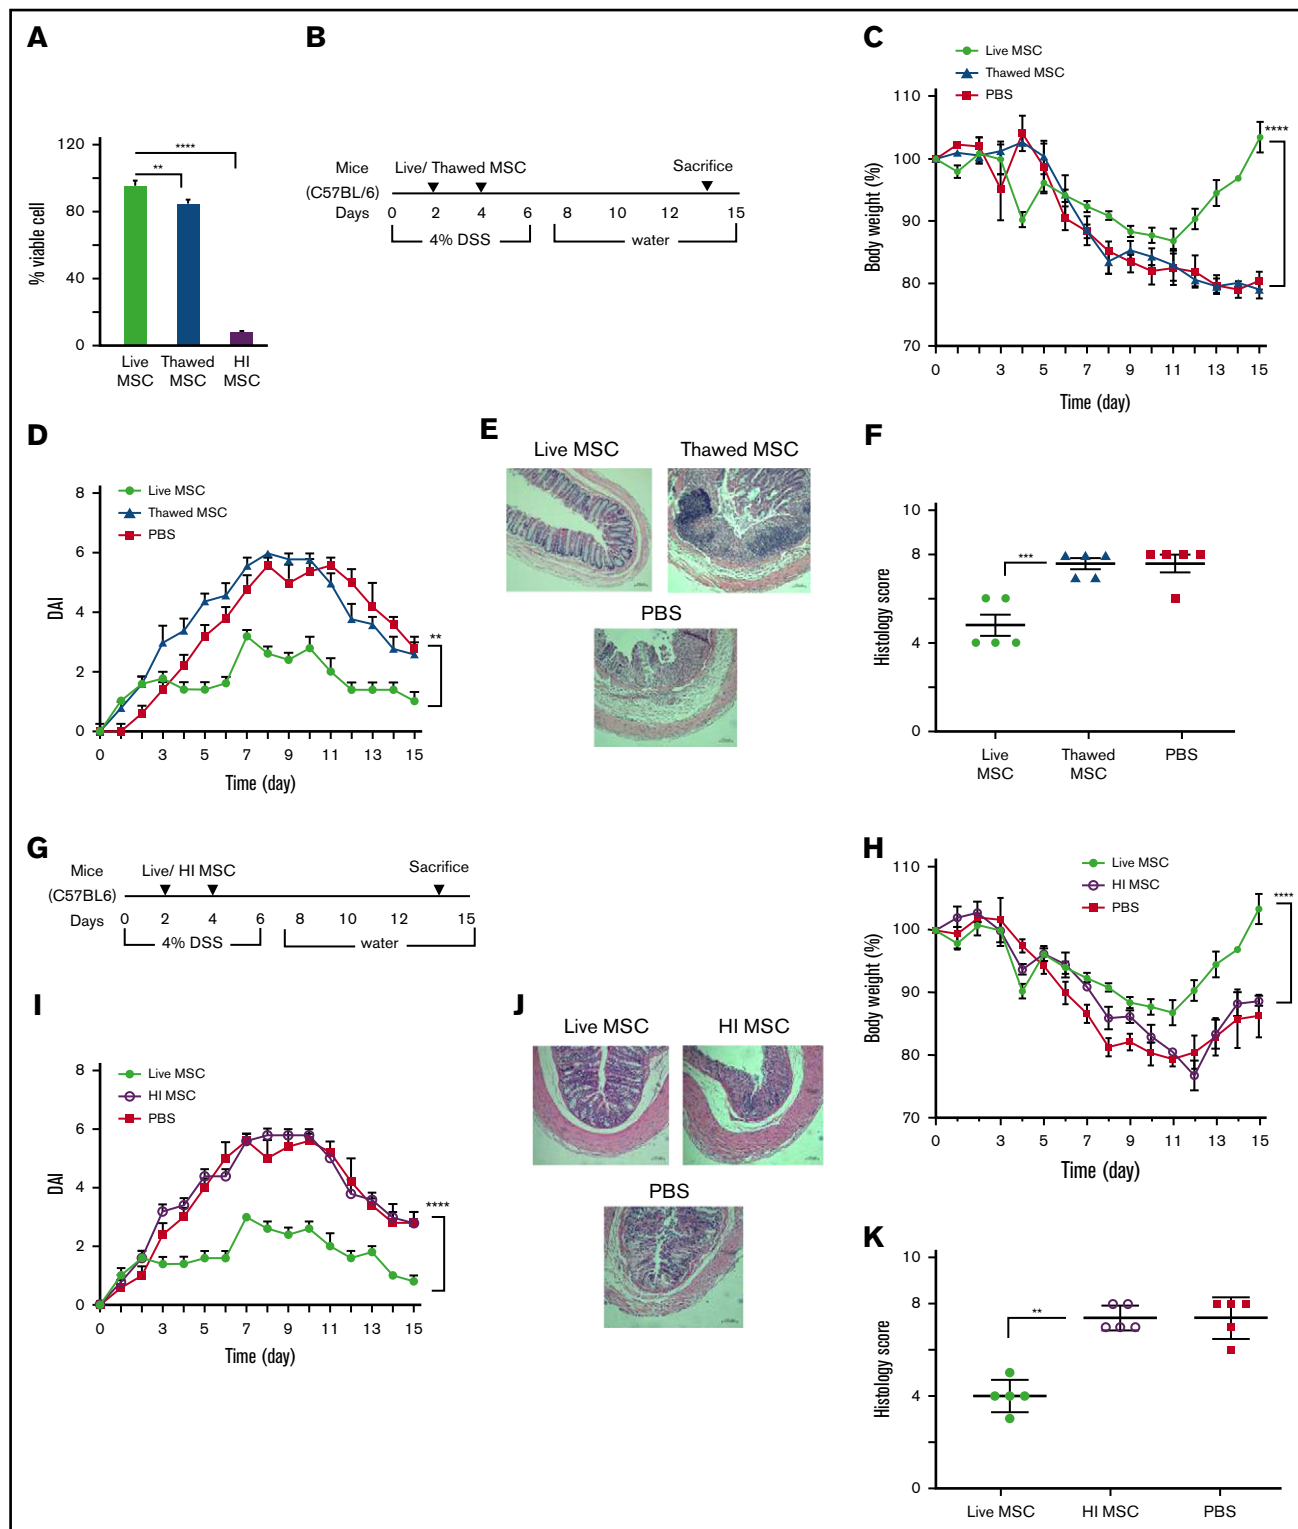 A
120
80
40
0
% viable cell
****
**
Live MSC
Thawed MSC
HI MSC
B
Mice (C57BL/6)
Live/ Thawed MSC
Sacrifice
Days 0 2 4 6 8 10 12 15
4% DSS
water
C
Live MSC
Thawed MSC
PBS
110
100
90
80
70
Body weight (%)
****
0 3 5 7 9 11 13 15
Time (day)
D
Live MSC
Thawed MSC
PBS
8
6
4
2
0
DAI
**
0 3 5 7 9 11 13 15
Time (day)
E
Live MSC
Thawed MSC
PBS
F
10
8
4
0
Histology score
***
Live MSC
Thawed MSC
PBS
G
Mice (C57BL6)
Live/ HI MSC
Sacrifice
Days 0 2 4 6 8 10 12 15
4% DSS
water
H
Live MSC
HI MSC
PBS
110
100
90
80
70
Body weight (%)
****
0 3 5 7 9 11 13 15
Time (day)
I
Live MSC
HI MSC
PBS
8
6
4
2
0
DAI
****
0 3 5 7 9 11 13 15
Time (day)
J
Live MSC
HI MSC
PBS
K
10
8
4
0
Histology score
**
Live MSC
HI MSC
PBS